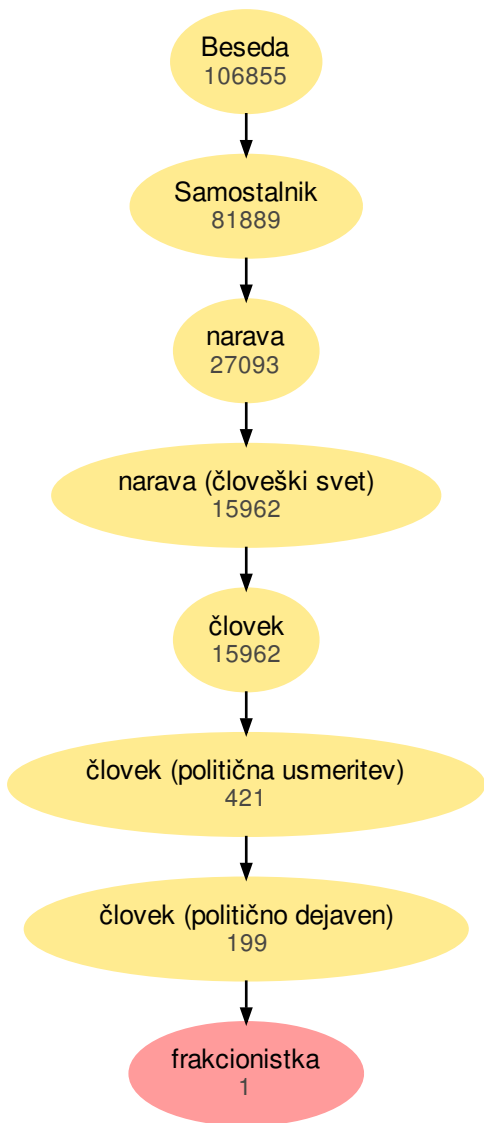 Beseda
106855
Samostalnik
81889
narava
27093
narava (človeški svet)
15962
človek
15962
človek (politična usmeritev)
421
človek (politično dejaven)
199
frakcionistka
1